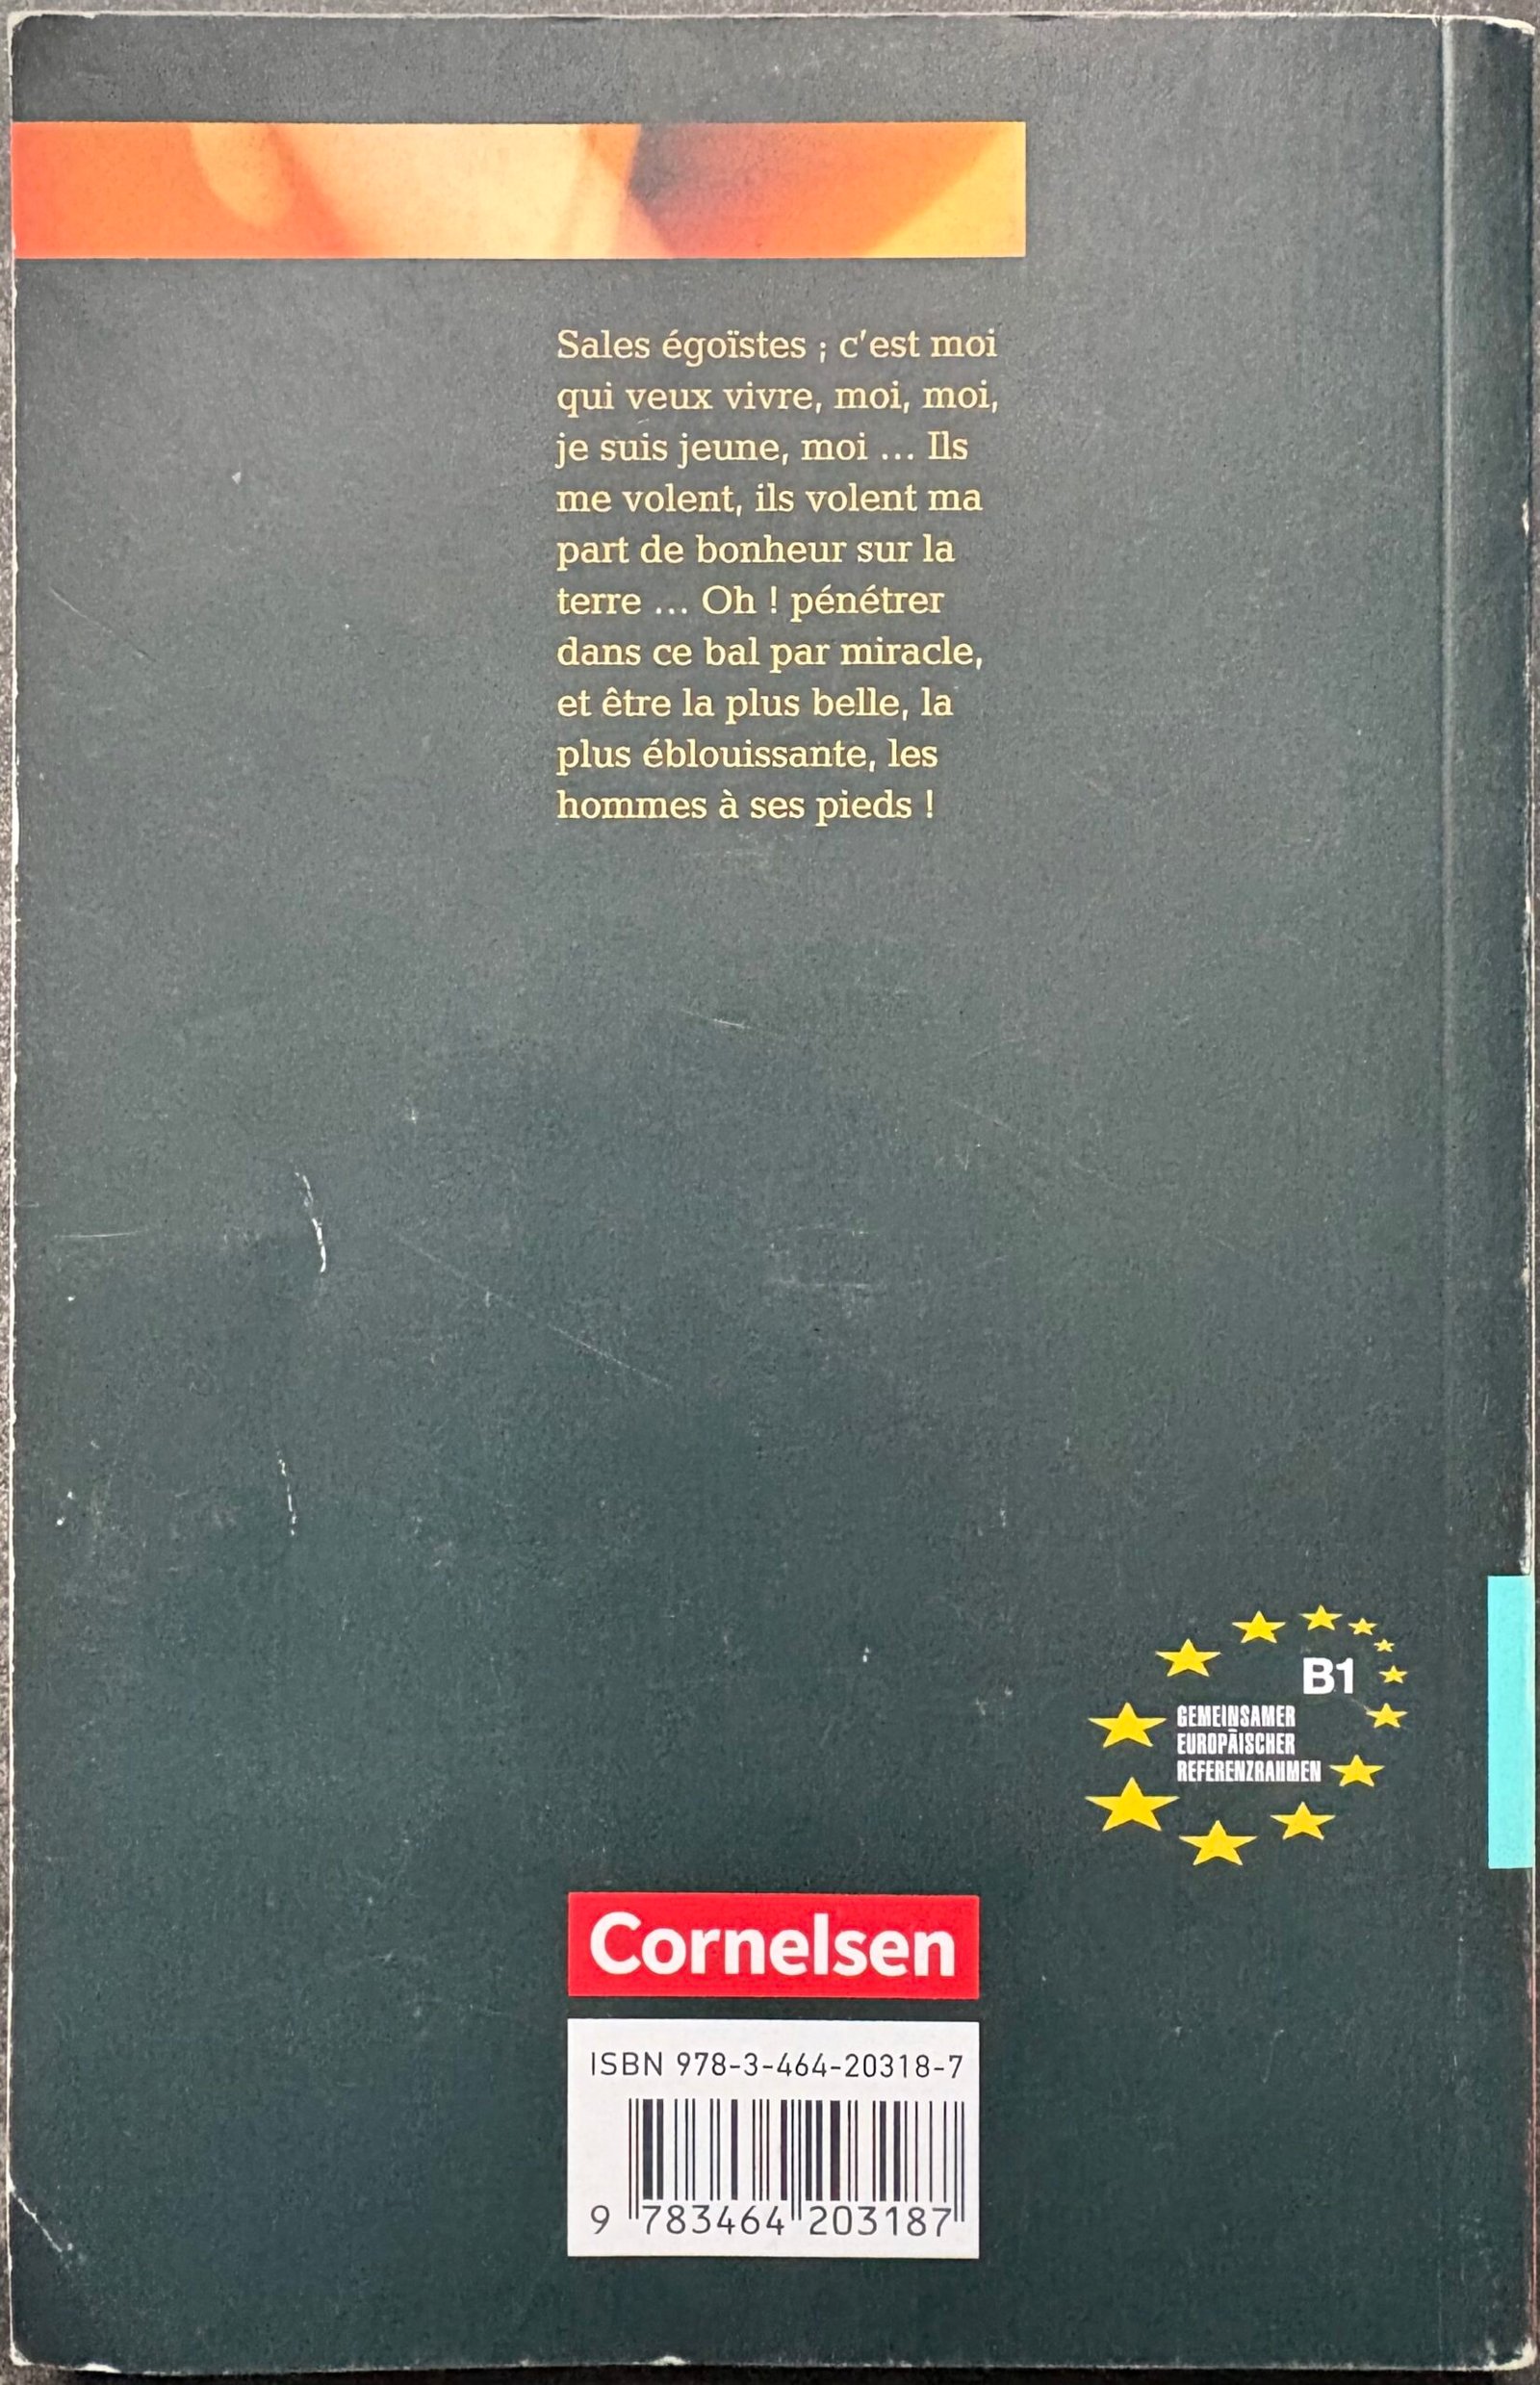 Sales égoïstes ; c'est moi
qui veux vivre, moi, moi,
je suis jeune, moi ... Ils
me volent, ils volent ma
part de bonheur sur la
terre ... Oh ! pénétrer
dans ce bal par miracle,
et être la plus belle, la
plus éblouissante, les
hommes à ses pieds !
B1
GEMEINSAMER
EUROPÄISCHER
REFERENZRAHMEN
Cornelsen
ISBN 978-3-464-20318-7
9 783464 203187